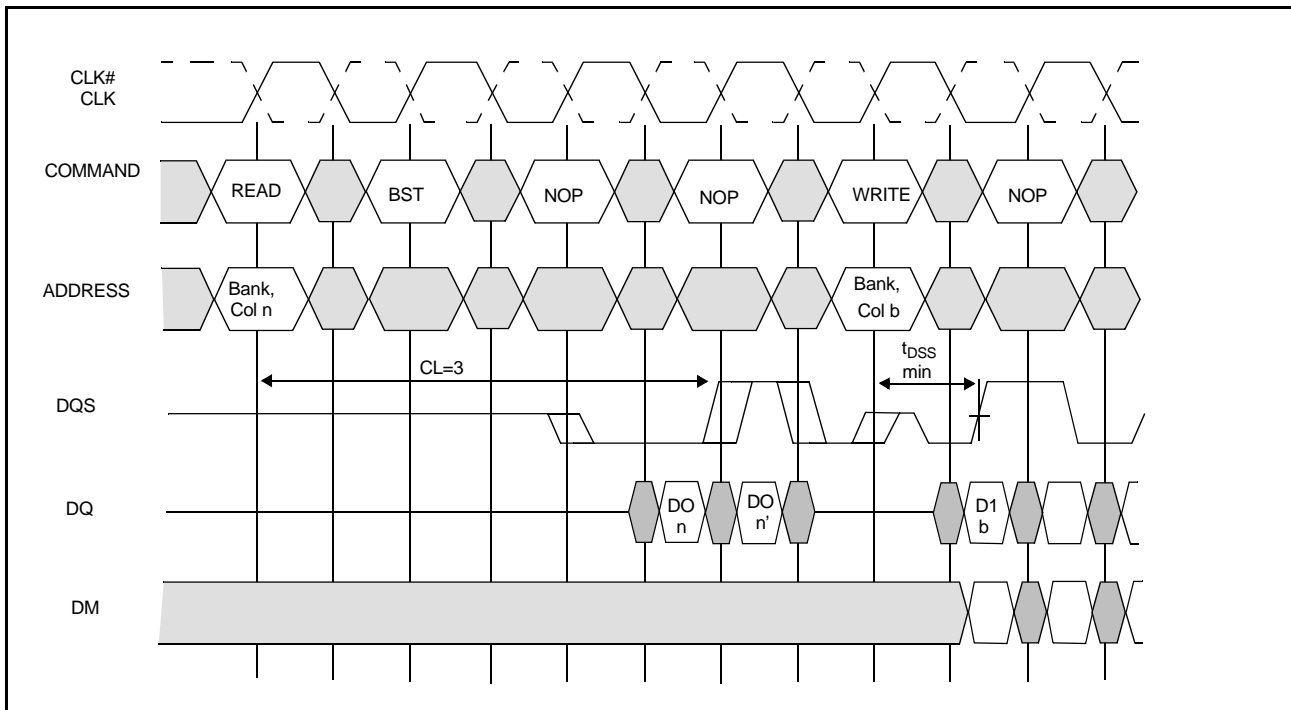 CLK#
CLK
COMMAND
READ
BST
NOP
NOP
WRITE
NOP
ADDRESS
Bank,
Col n
Bank,
Col b
CL=3
tDSS
min
DQS
DQ
DO
n
DO
n'
D1
b
DM